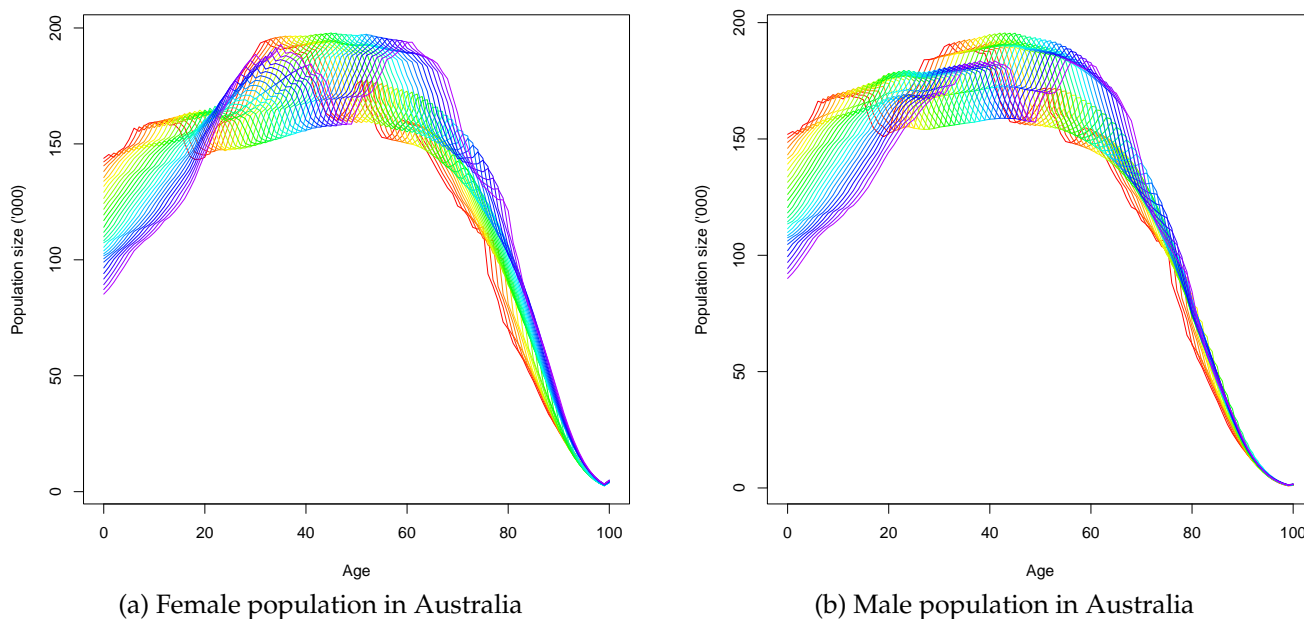 200
150
100
50
0
Population size ('000)
0 20 40 60 80 100
Age
(a) Female population in Australia
200
150
100
50
0
Population size ('000)
0 20 40 60 80 100
Age
(b) Male population in Australia